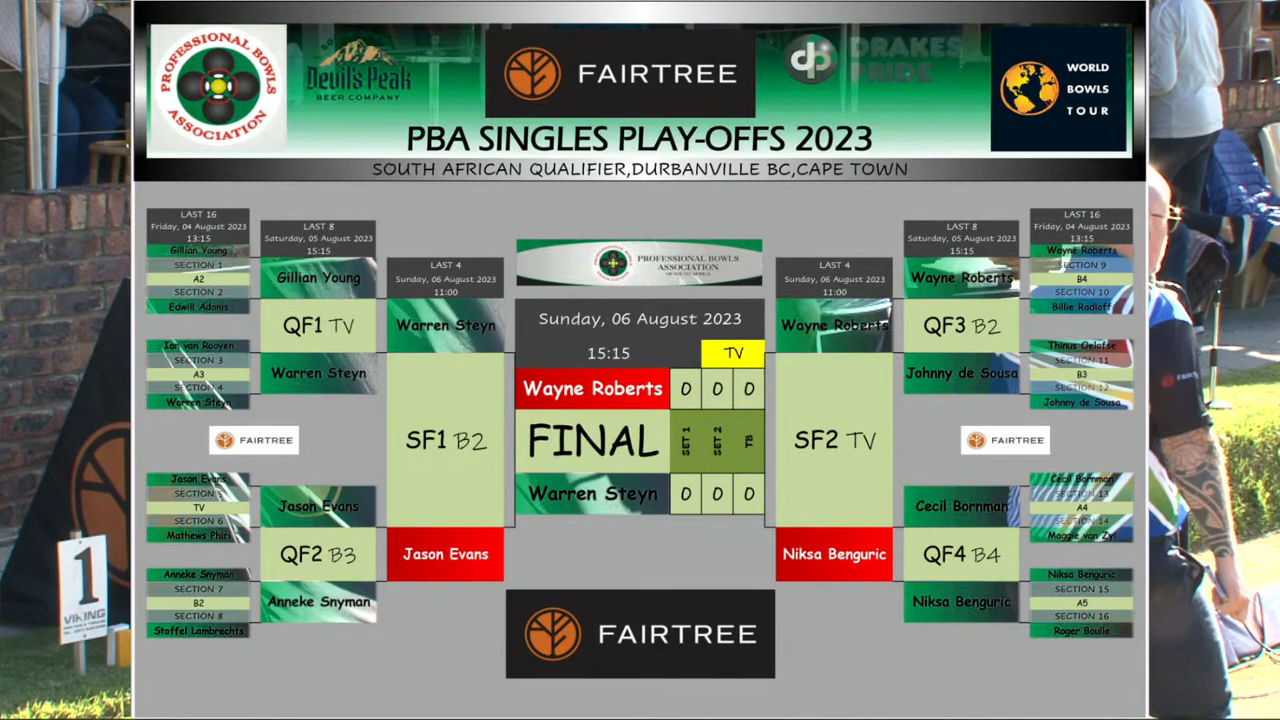 PROFESSIONAL BOWLS ASSOCIATION
Devil's Peak
BEER COMPANY
FAIRTREE
dp DRAKES PRIDE
WORLD
BOWLS
TOUR
PBA SINGLES PLAY-OFFS 2023
SOUTH AFRICAN QUALIFIER,DURBANVILLE BC,CAPE TOWN
LAST 16
Friday, 04 August 2023
13:15
Gillian Young
SECTION 1
A2
SECTION 2
Edwill Adonis
Ian van Rooyen
SECTION 3
A3
SECTION 4
Warren Steyn
FAIRTREE
Jason Evans
SECTION 5
TV
SECTION 6
Mathews Phiri
Anneke Snyman
SECTION 7
B2
SECTION 8
Stoffel Lambrechts
LAST 8
Saturday, 05 August 2023
15:15
Gillian Young
QF1 TV
Warren Steyn
Jason Evans
QF2 B3
Anneke Snyman
LAST 4
Sunday, 06 August 2023
11:00
Warren Steyn
SF1 B2
Jason Evans
PROFESSIONAL BOWLS
ASSOCIATION
OF SOUTH AFRICA
Sunday, 06 August 2023
15:15 TV
Wayne Roberts 0 0 0
FINAL SET 1 SET 2 TB
Warren Steyn 0 0 0
FAIRTREE
LAST 4
Sunday, 06 August 2023
11:00
Wayne Roberts
SF2 TV
Niksa Benguric
LAST 8
Saturday, 05 August 2023
15:15
Wayne Roberts
QF3 B2
Johnny de Sousa
Cecil Bornman
QF4 B4
Niksa Benguric
LAST 16
Friday, 04 August 2023
13:15
Wayne Roberts
SECTION 9
B4
SECTION 10
Billie Radloff
Thinus Oelofse
SECTION 11
B3
SECTION 12
Johnny de Sousa
FAIRTREE
Cecil Bornman
SECTION 13
A4
SECTION 14
Maggie van Zyl
Niksa Benguric
SECTION 15
A5
SECTION 16
Roger Boulle
1
VIKING